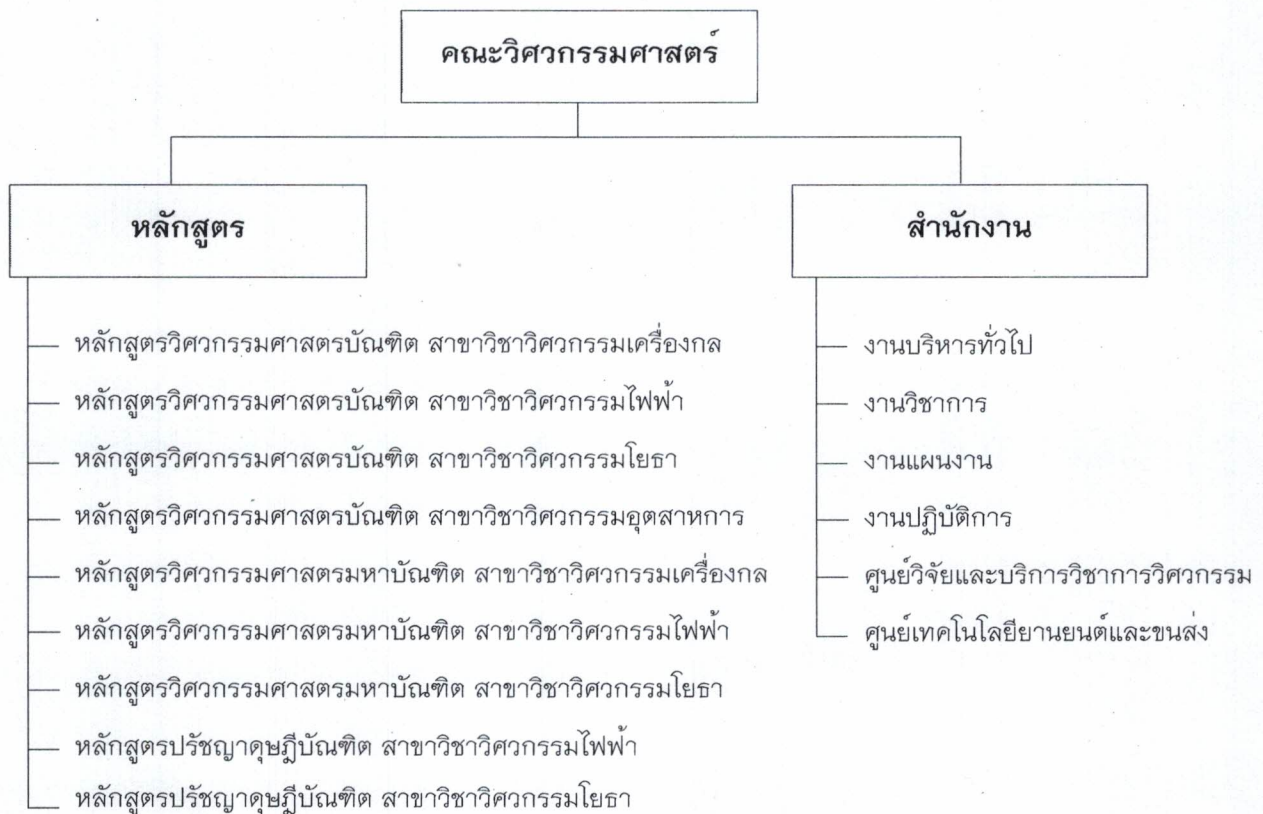 คณะวิศวกรรมศาสตร์
หลักสูตร
หลักสูตรวิศวกรรมศาสตรบัณฑิต สาขาวิชาวิศวกรรมเครื่องกล
หลักสูตรวิศวกรรมศาสตรบัณฑิต สาขาวิชาวิศวกรรมไฟฟ้า
หลักสูตรวิศวกรรมศาสตรบัณฑิต สาขาวิชาวิศวกรรมโยธา
หลักสูตรวิศวกรรมศาสตรบัณฑิต สาขาวิชาวิศวกรรมอุตสาหการ
หลักสูตรวิศวกรรมศาสตรมหาบัณฑิต สาขาวิชาวิศวกรรมเครื่องกล
หลักสูตรวิศวกรรมศาสตรมหาบัณฑิต สาขาวิชาวิศวกรรมไฟฟ้า
หลักสูตรวิศวกรรมศาสตรมหาบัณฑิต สาขาวิชาวิศวกรรมโยธา
หลักสูตรปรัชญาดุษฎีบัณฑิต สาขาวิชาวิศวกรรมไฟฟ้า
หลักสูตรปรัชญาดุษฎีบัณฑิต สาขาวิชาวิศวกรรมโยธา
สำนักงาน
งานบริหารทั่วไป
งานวิชาการ
งานแผนงาน
งานปฏิบัติการ
ศูนย์วิจัยและบริการวิชาการวิศวกรรม
ศูนย์เทคโนโลยียานยนต์และขนส่ง